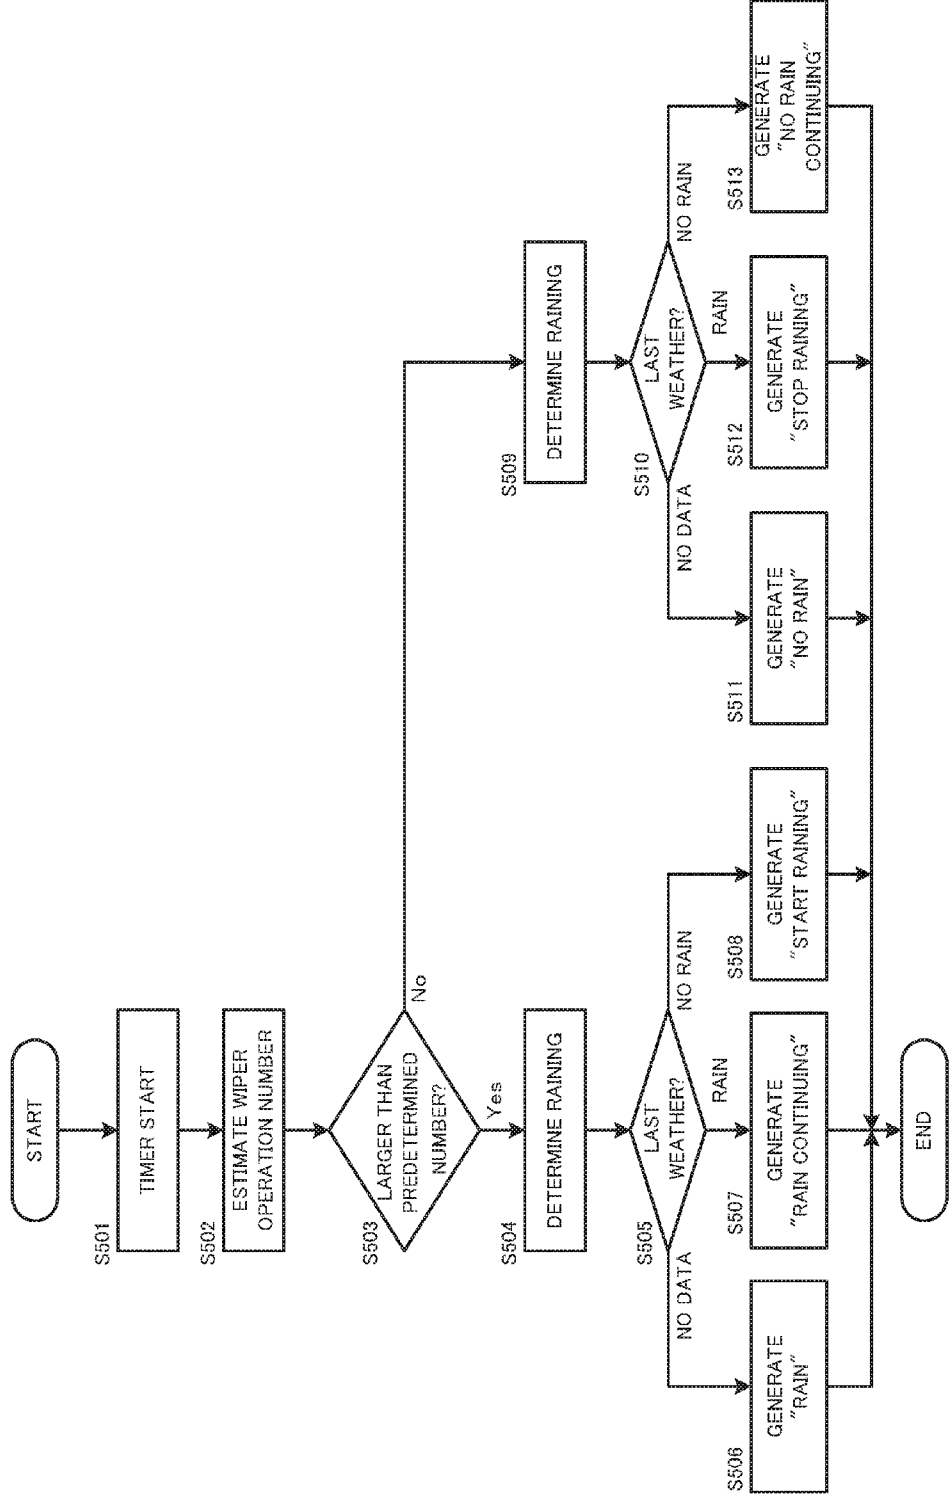 START
S501
TIMER START
S502
ESTIMATE WIPER
OPERATION NUMBER
S503
LARGER THAN
PREDETERMINED
NUMBER?
No
Yes
S504
DETERMINE RAINING
S509
DETERMINE RAINING
S505
LAST
WEATHER?
NO DATA
RAIN
NO RAIN
S510
LAST
WEATHER?
NO DATA
RAIN
NO RAIN
S506
GENERATE
"RAIN"
S507
GENERATE
"RAIN CONTINUING"
S508
GENERATE
"START RAINING"
S511
GENERATE
"NO RAIN"
S512
GENERATE
"STOP RAINING"
S513
GENERATE
"NO RAIN
CONTINUING"
END